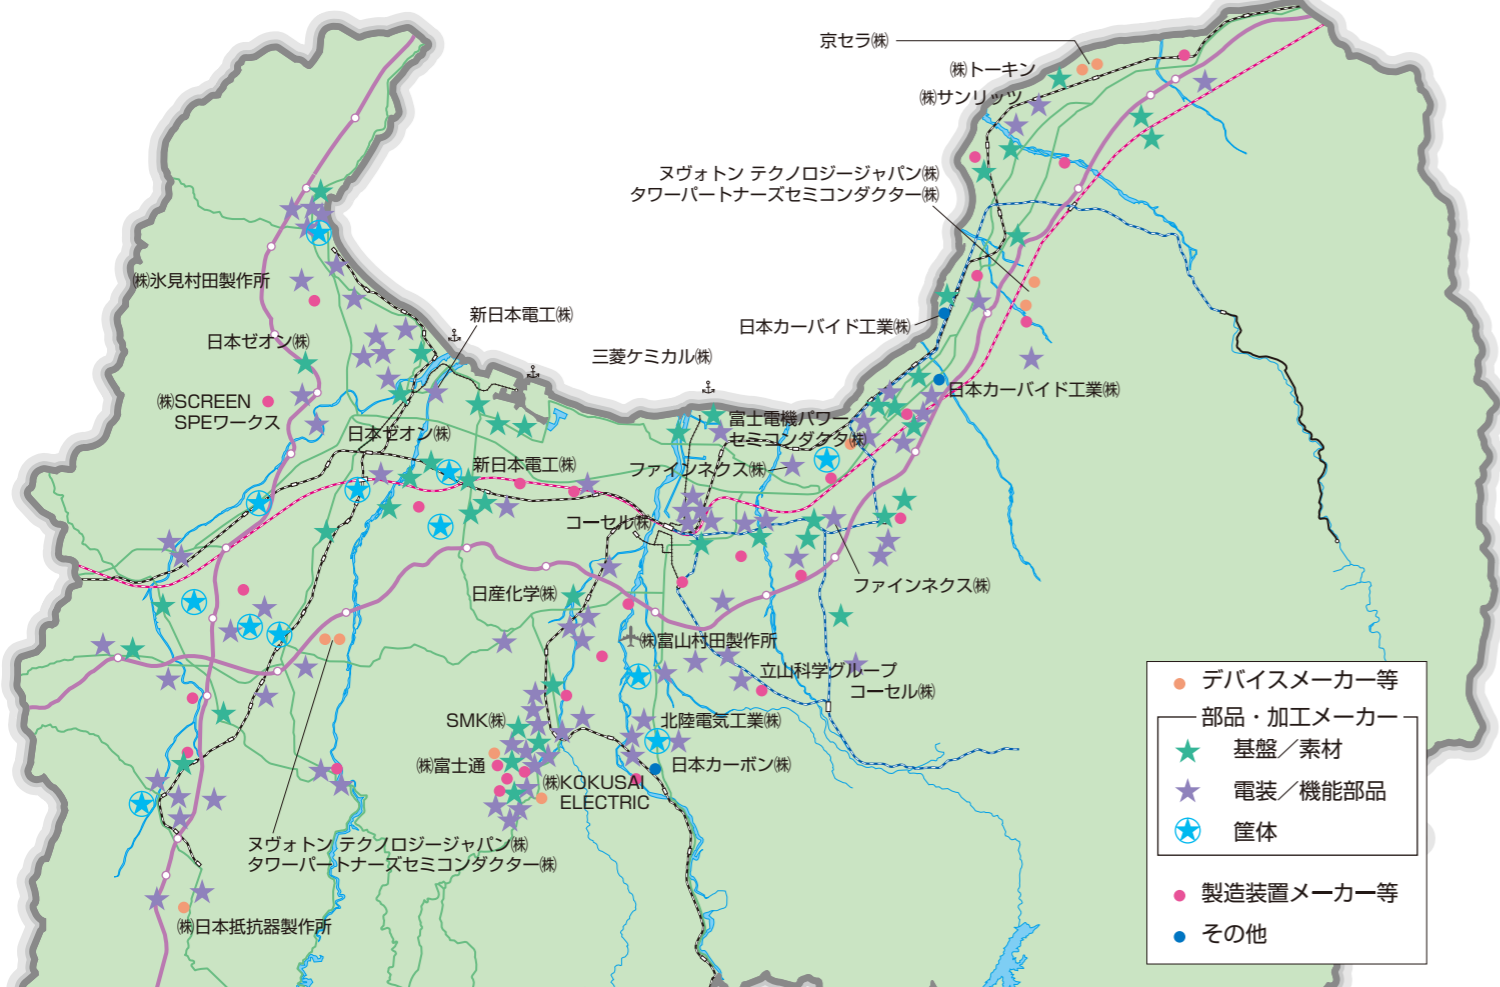 京セラ㈱
㈱トーキン
㈱サンリッツ
ヌヴォトン テクノロジージャパン㈱
タワーパートナーズセミコンダクター㈱
㈱氷見村田製作所
新日本電工㈱
日本カーバイド工業㈱
日本ゼオン㈱
三菱ケミカル㈱
日本カーバイド工業㈱
㈱SCREEN
SPEワークス
富士電機パワー
セミコンダクタ㈱
日本ゼオン㈱
新日本電工㈱
ファインネクス㈱
コーセル㈱
ファインネクス㈱
日産化学㈱
㈱富山村田製作所
立山科学グループ
コーセル㈱
SMK㈱
北陸電気工業㈱
㈱富士通
日本カーボン㈱
㈱KOKUSAI
ELECTRIC
ヌヴォトン テクノロジージャパン㈱
タワーパートナーズセミコンダクター㈱
㈱日本抵抗器製作所
デバイスメーカー等
部品・加工メーカー
基盤／素材
電装／機能部品
筐体
製造装置メーカー等
その他